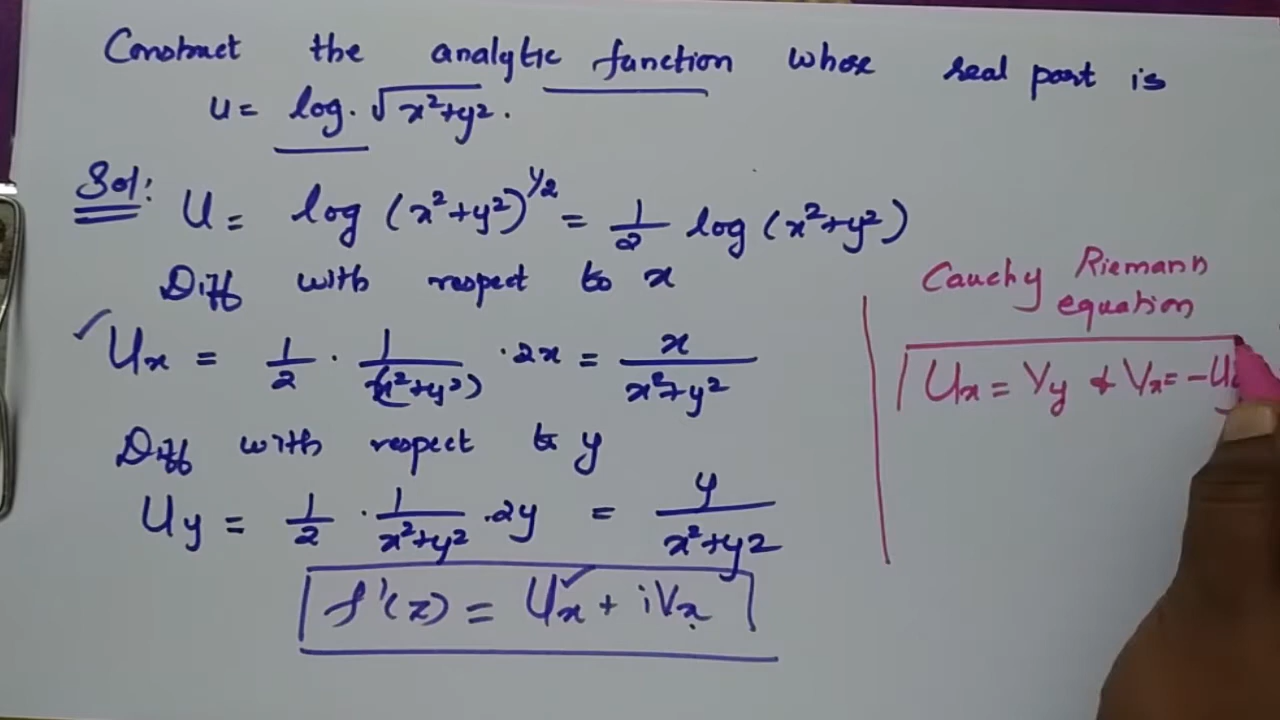 Construct the analytic function whose real part is
u = log. √x²+y².
Sol: U = log (x²+y²)^1/2 = 1/2 log (x²+y²)
Diff with respect to x
Ux = 1/2 · 1/(x²+y²) · 2x = x/x²+y²
Diff with respect to y
Uy = 1/2 · 1/x²+y² · 2y = y/x²+y2
f'(z) = Ux + iVx
Cauchy Riemann
equation
Ux = Vy & Vx = -U